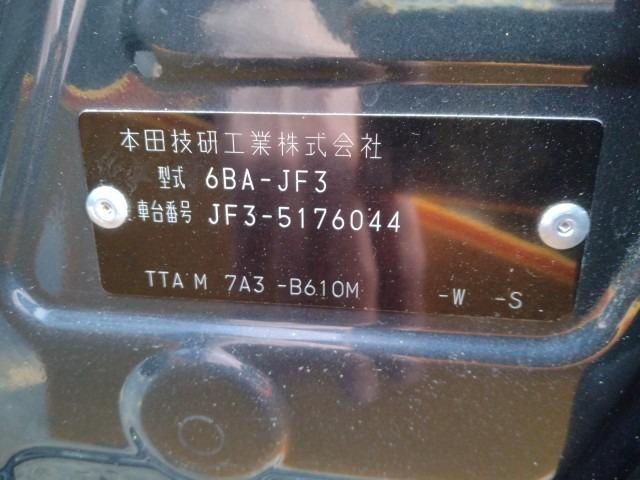 本田技研工業株式会社
型式 6BA-JF3
車台番号 JF3-5176044
TTA M 7A3 -B610M -W -S